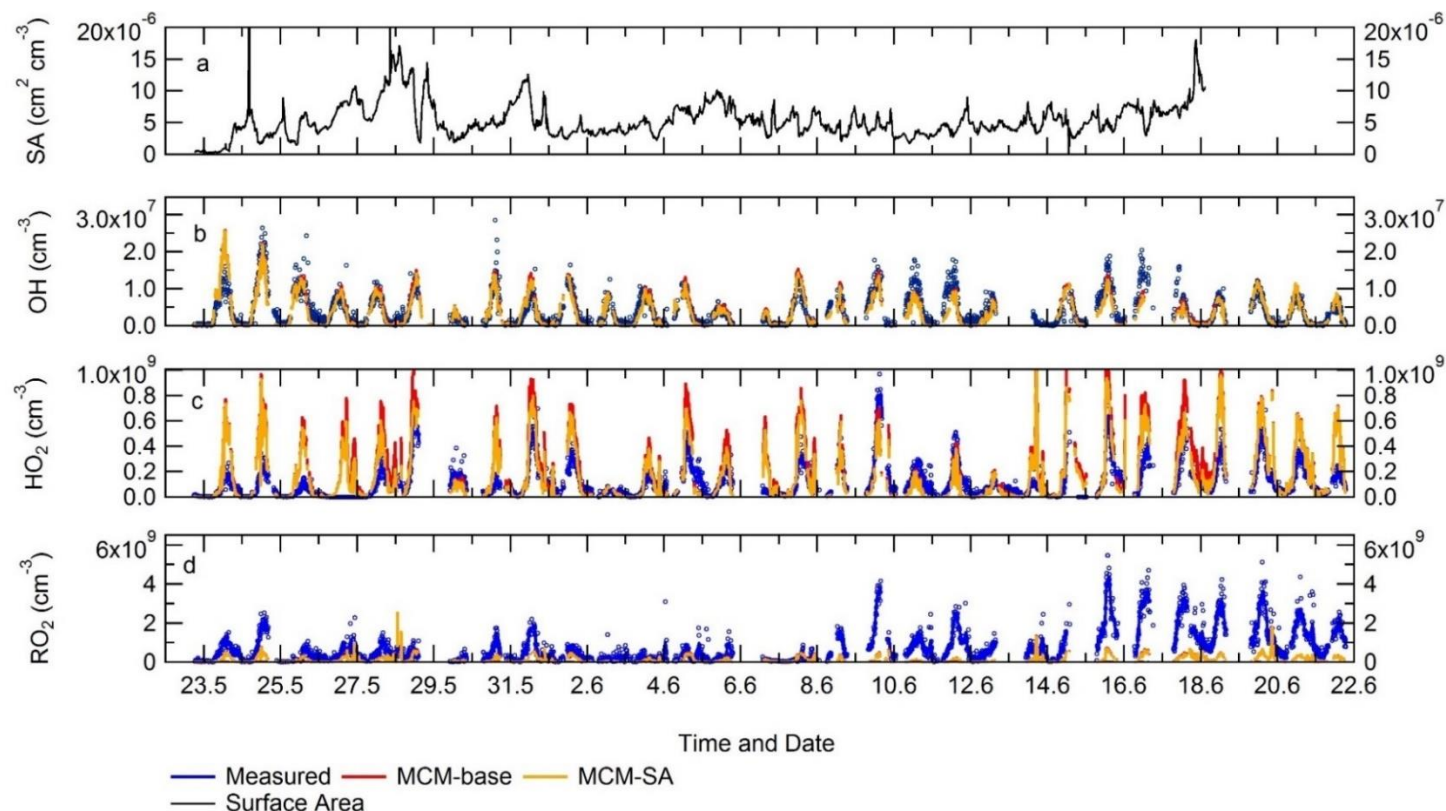 20x10⁻⁶ 20x10⁻⁶
a
15 15
10 10
5 5
0 0
SA (cm² cm⁻³)
3.0x10⁷ 3.0x10⁷
b
2.0 2.0
1.0 1.0
0.0 0.0
OH (cm⁻³)
1.0x10⁹ 1.0x10⁹
c
0.8 0.8
0.6 0.6
0.4 0.4
0.2 0.2
0.0 0.0
HO₂ (cm⁻³)
6x10⁹ 6x10⁹
d
4 4
2 2
0 0
RO₂ (cm⁻³)
23.5 25.5 27.5 29.5 31.5 2.6 4.6 6.6 8.6 10.6 12.6 14.6 16.6 18.6 20.6 22.6
Time and Date
Measured MCM-base MCM-SA
Surface Area